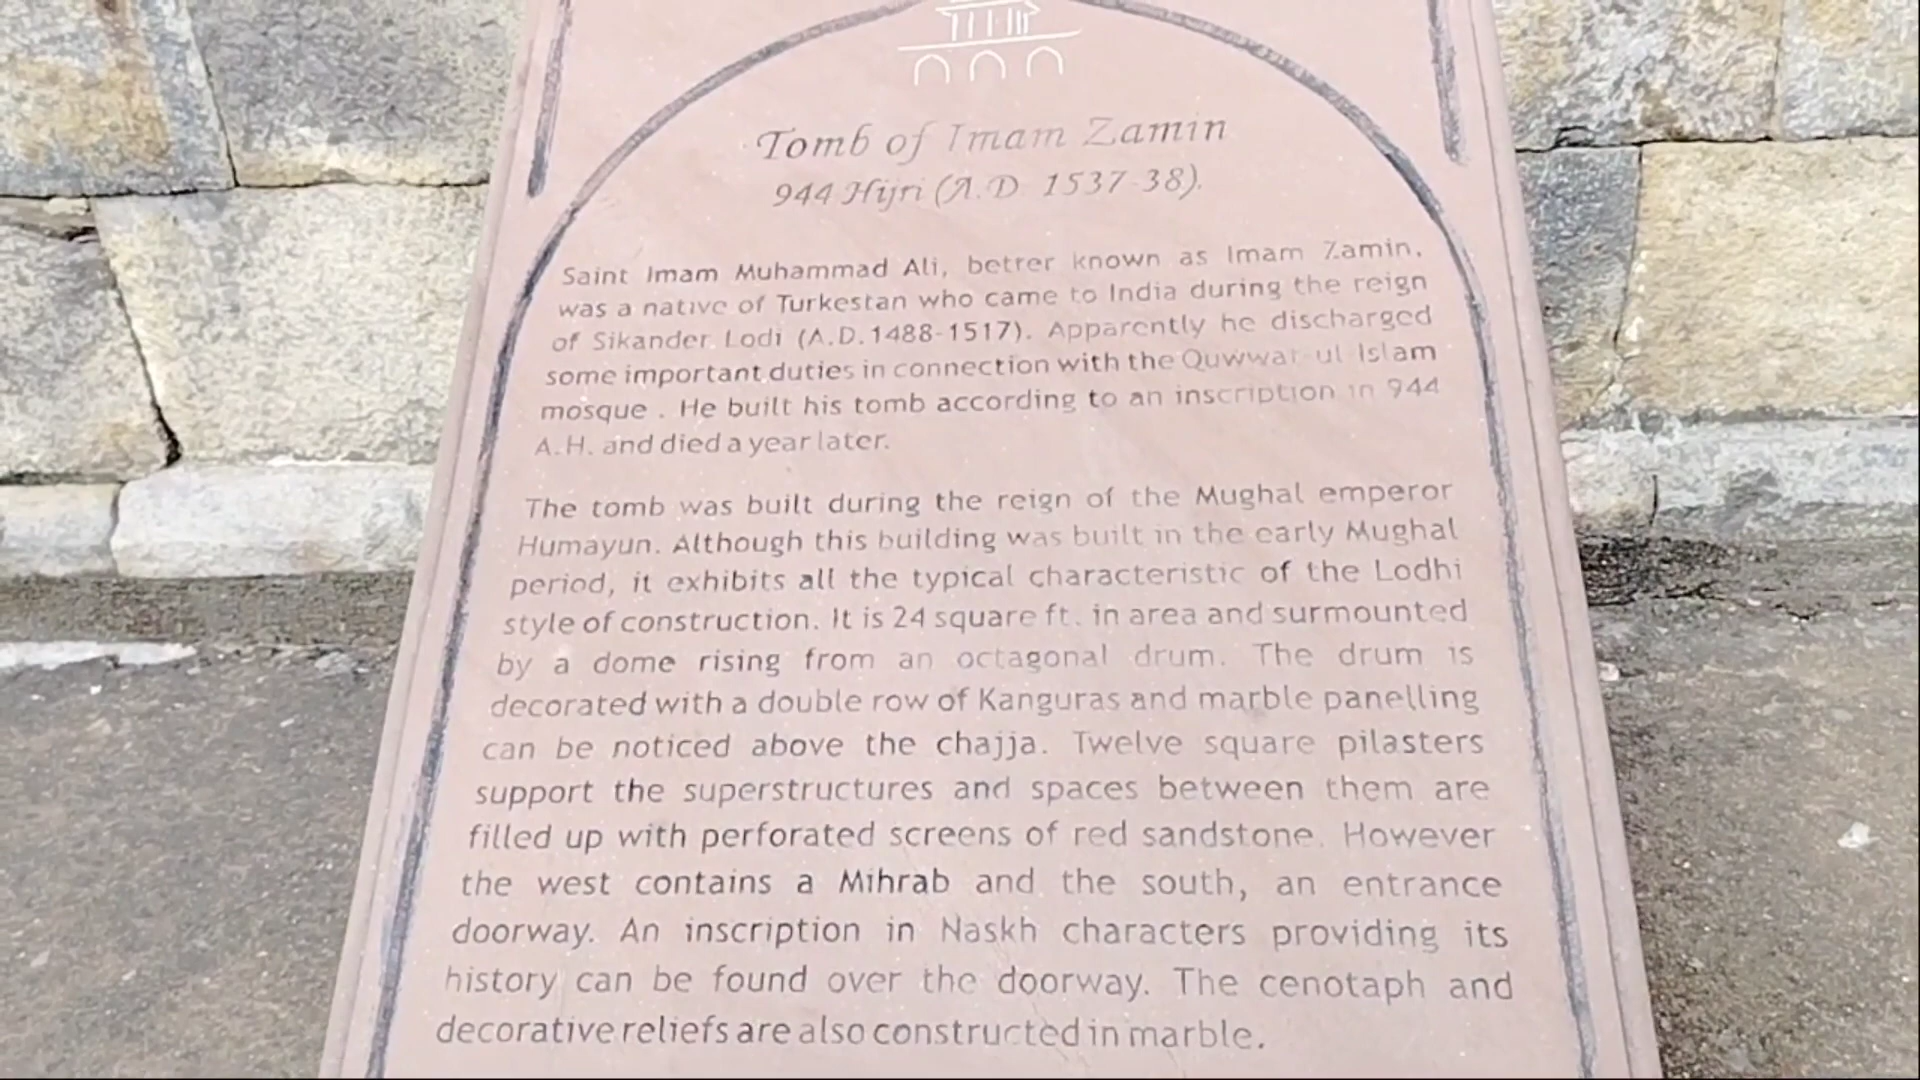 Tomb of Imam Zamin
944 Hijri (A.D 1537-38).
Saint Imam Muhammad Ali, better known as Imam Zamin,
was a native of Turkestan who came to India during the reign
of Sikander Lodi (A.D.1488-1517). Apparently he discharged
some important duties in connection with the Quwwat-ul-Islam
mosque . He built his tomb according to an inscription in 944
A.H. and died a year later.
The tomb was built during the reign of the Mughal emperor
Humayun. Although this building was built in the early Mughal
period, it exhibits all the typical characteristic of the Lodhi
style of construction. It is 24 square ft. in area and surmounted
by a dome rising from an octagonal drum. The drum is
decorated with a double row of Kanguras and marble panelling
can be noticed above the chajja. Twelve square pilasters
support the superstructures and spaces between them are
filled up with perforated screens of red sandstone. However
the west contains a Mihrab and the south, an entrance
doorway. An inscription in Naskh characters providing its
history can be found over the doorway. The cenotaph and
decorative reliefs are also constructed in marble.